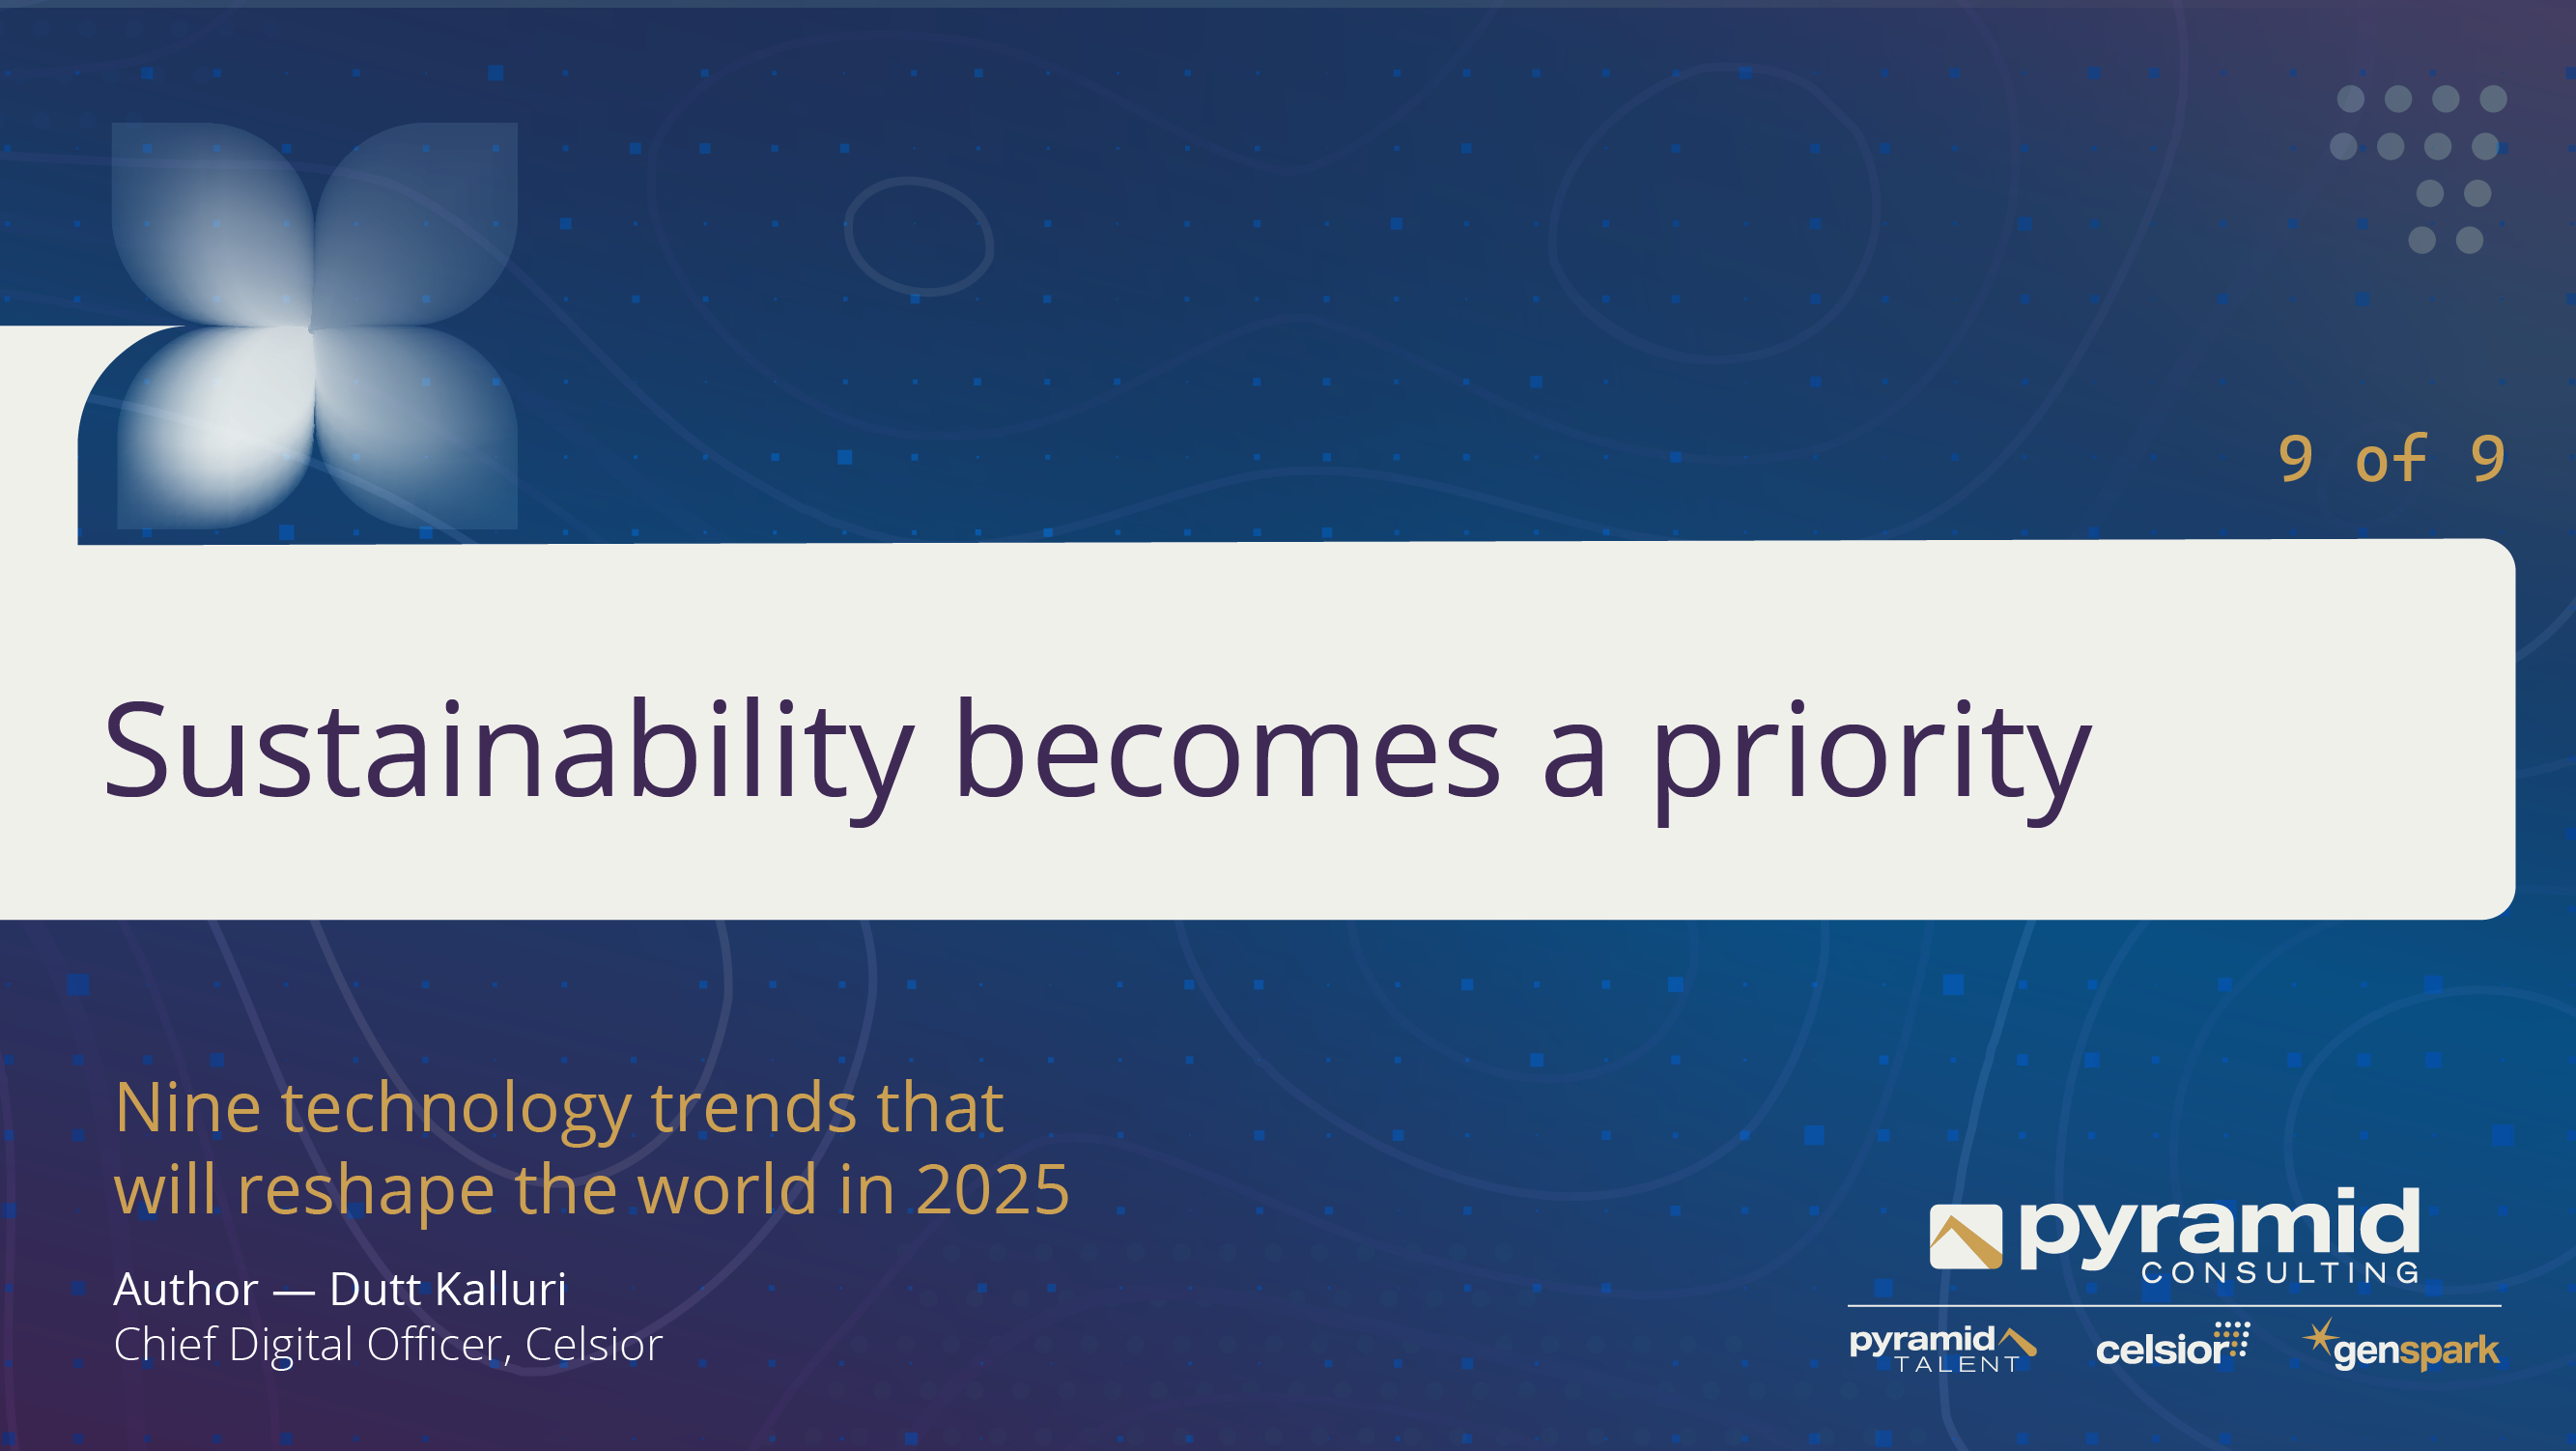 9 of 9
Sustainability becomes a priority
Nine technology trends that
will reshape the world in 2025
Author — Dutt Kalluri
Chief Digital Officer, Celsior
pyramid
CONSULTING
pyramid
TALENT
celsior
genspark